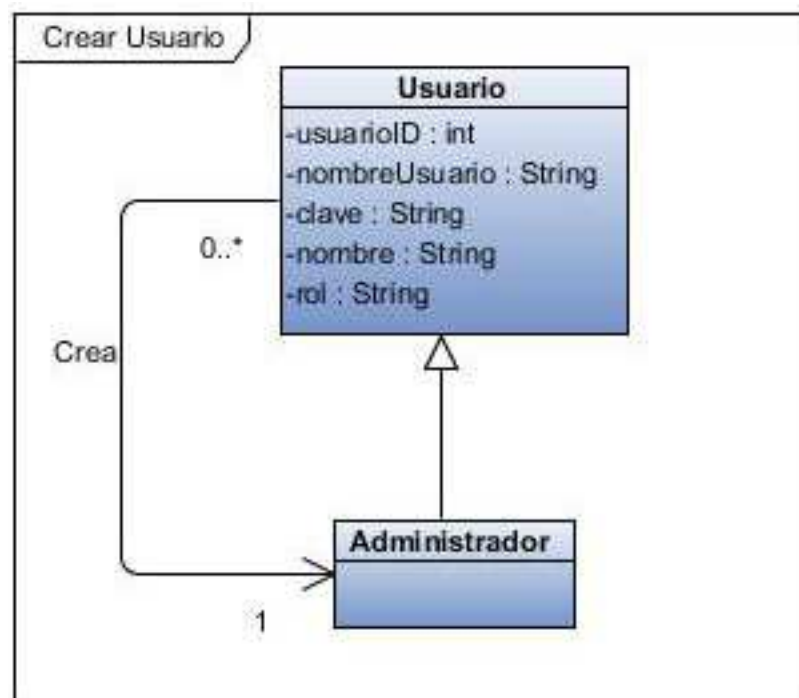 Crear Usuario
Usuario
-usuarioID : int
-nombreUsuario : String
-clave : String
-nombre : String
-rol : String
0..*
Crea
Administrador
1